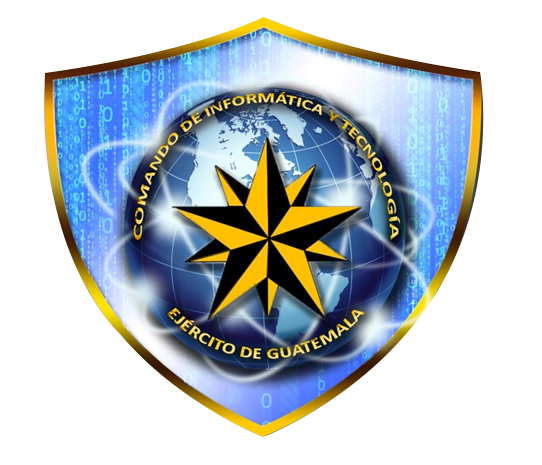 COMANDO DE INFORMÁTICA Y TECNOLOGÍA
EJÉRCITO DE GUATEMALA